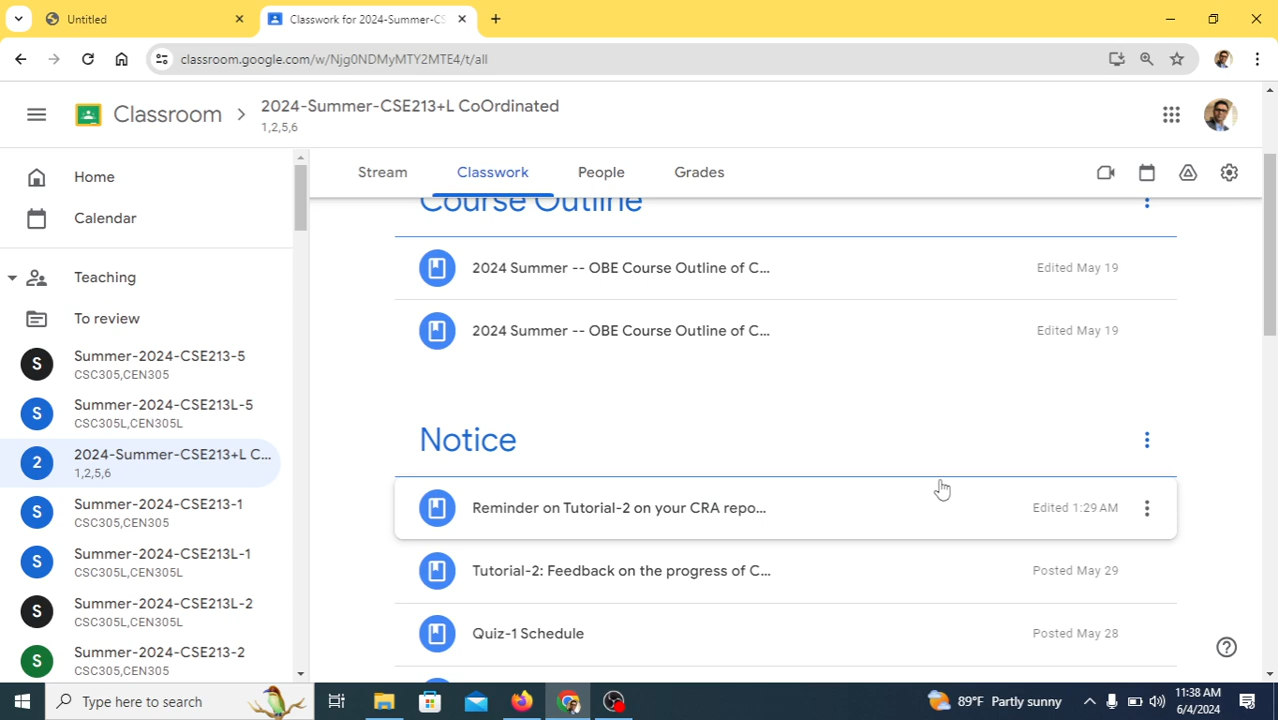 Untitled
Classwork for 2024-Summer-CS
classroom.google.com/w/Njg0NDMyMTY2MTE4/t/all
Classroom
2024-Summer-CSE213+L CoOrdinated
1,2,5,6
Home
Calendar
Teaching
To review
S
Summer-2024-CSE213-5
CSC305,CEN305
S
Summer-2024-CSE213L-5
CSC305L,CEN305L
2
2024-Summer-CSE213+L C...
1,2,5,6
S
Summer-2024-CSE213-1
CSC305,CEN305
S
Summer-2024-CSE213L-1
CSC305L,CEN305L
S
Summer-2024-CSE213L-2
CSC305L,CEN305L
S
Summer-2024-CSE213-2
CSC305,CEN305
Stream
Classwork
People
Grades
Course Outline
2024 Summer -- OBE Course Outline of C...
Edited May 19
2024 Summer -- OBE Course Outline of C...
Edited May 19
Notice
Reminder on Tutorial-2 on your CRA repo...
Edited 1:29 AM
Tutorial-2: Feedback on the progress of C...
Posted May 29
Quiz-1 Schedule
Posted May 28
Type here to search
89°F Partly sunny
11:38 AM
6/4/2024